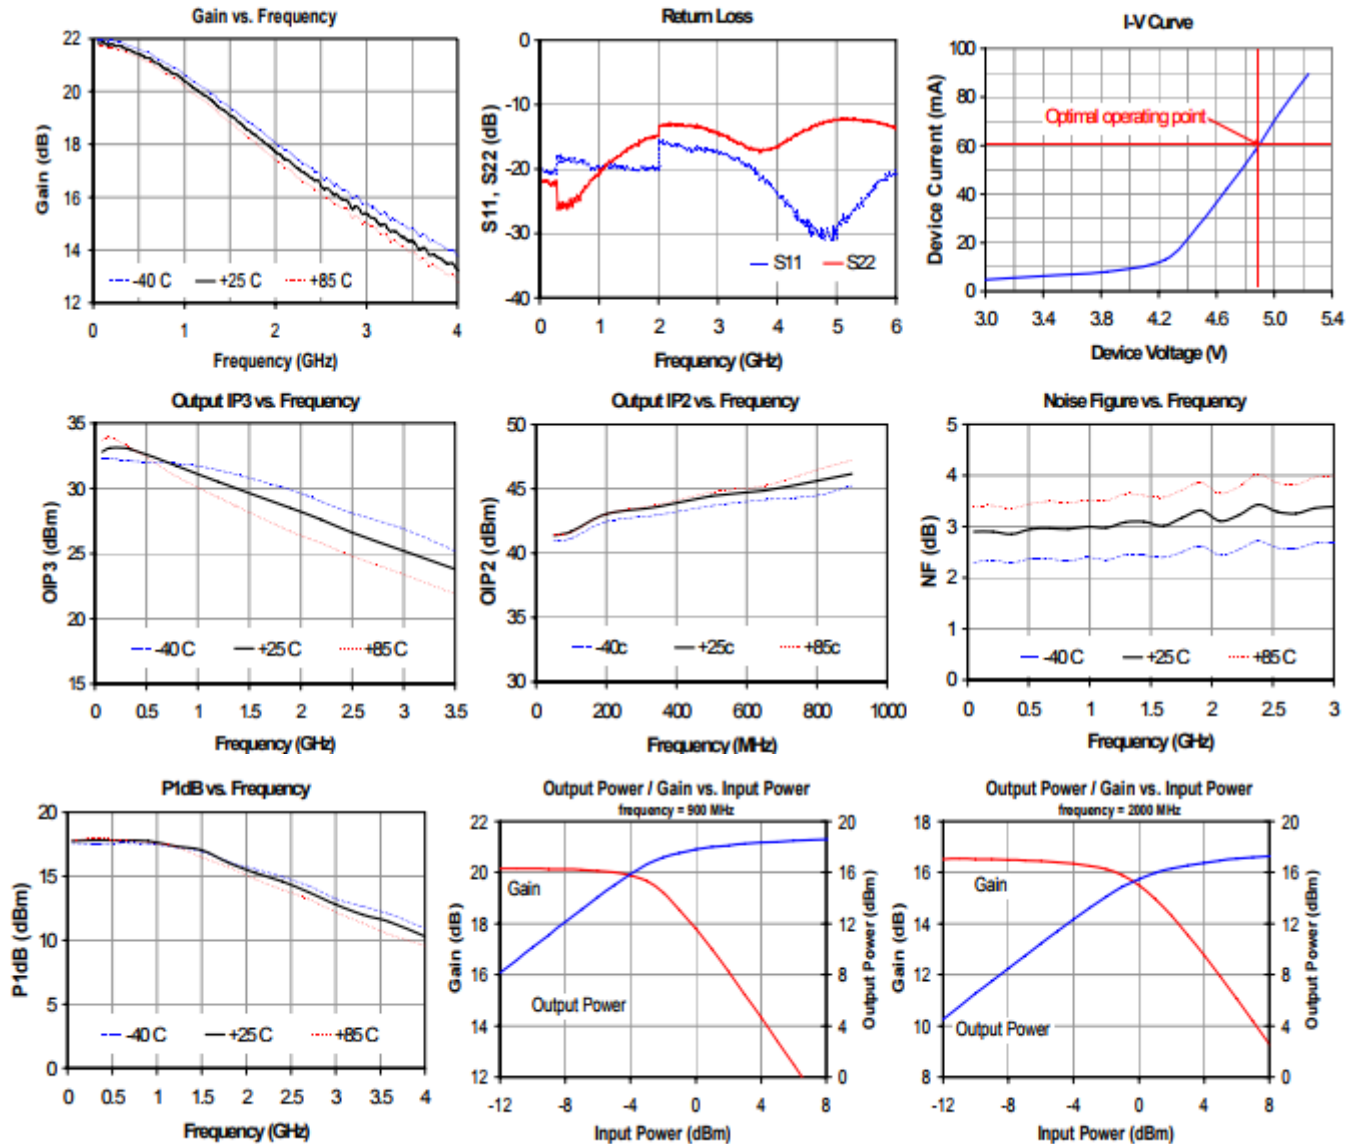 Gain vs. Frequency
22
20
18
16
14
12
Gain (dB)
-40 C +25 C +85 C
0 1 2 3 4
Frequency (GHz)
Return Loss
0
-10
-20
-30
-40
S11, S22 (dB)
S11 S22
0 1 2 3 4 5 6
Frequency (GHz)
I-V Curve
100
80
60
40
20
0
Device Current (mA)
Optimal operating point
3.0 3.4 3.8 4.2 4.6 5.0 5.4
Device Voltage (V)
Output IP3 vs. Frequency
35
30
25
20
15
OIP3 (dBm)
-40 C +25 C +85 C
0 0.5 1 1.5 2 2.5 3 3.5
Frequency (GHz)
Output IP2 vs. Frequency
50
45
40
35
30
OIP2 (dBm)
-40c +25c +85c
0 200 400 600 800 1000
Frequency (MHz)
Noise Figure vs. Frequency
5
4
3
2
1
0
NF (dB)
-40 C +25 C +85 C
0 0.5 1 1.5 2 2.5 3
Frequency (GHz)
P1dB vs. Frequency
20
15
10
5
0
P1dB (dBm)
-40 C +25 C +85 C
0 0.5 1 1.5 2 2.5 3 3.5 4
Frequency (GHz)
Output Power / Gain vs. Input Power
frequency = 900 MHz
22
20
18
16
14
12
Gain (dB)
Gain
Output Power
20
16
12
8
4
0
Output Power (dBm)
-12 -8 -4 0 4 8
Input Power (dBm)
Output Power / Gain vs. Input Power
frequency = 2000 MHz
18
16
14
12
10
8
Gain (dB)
Gain
Output Power
20
16
12
8
4
0
Output Power (dBm)
-12 -8 -4 0 4 8
Input Power (dBm)